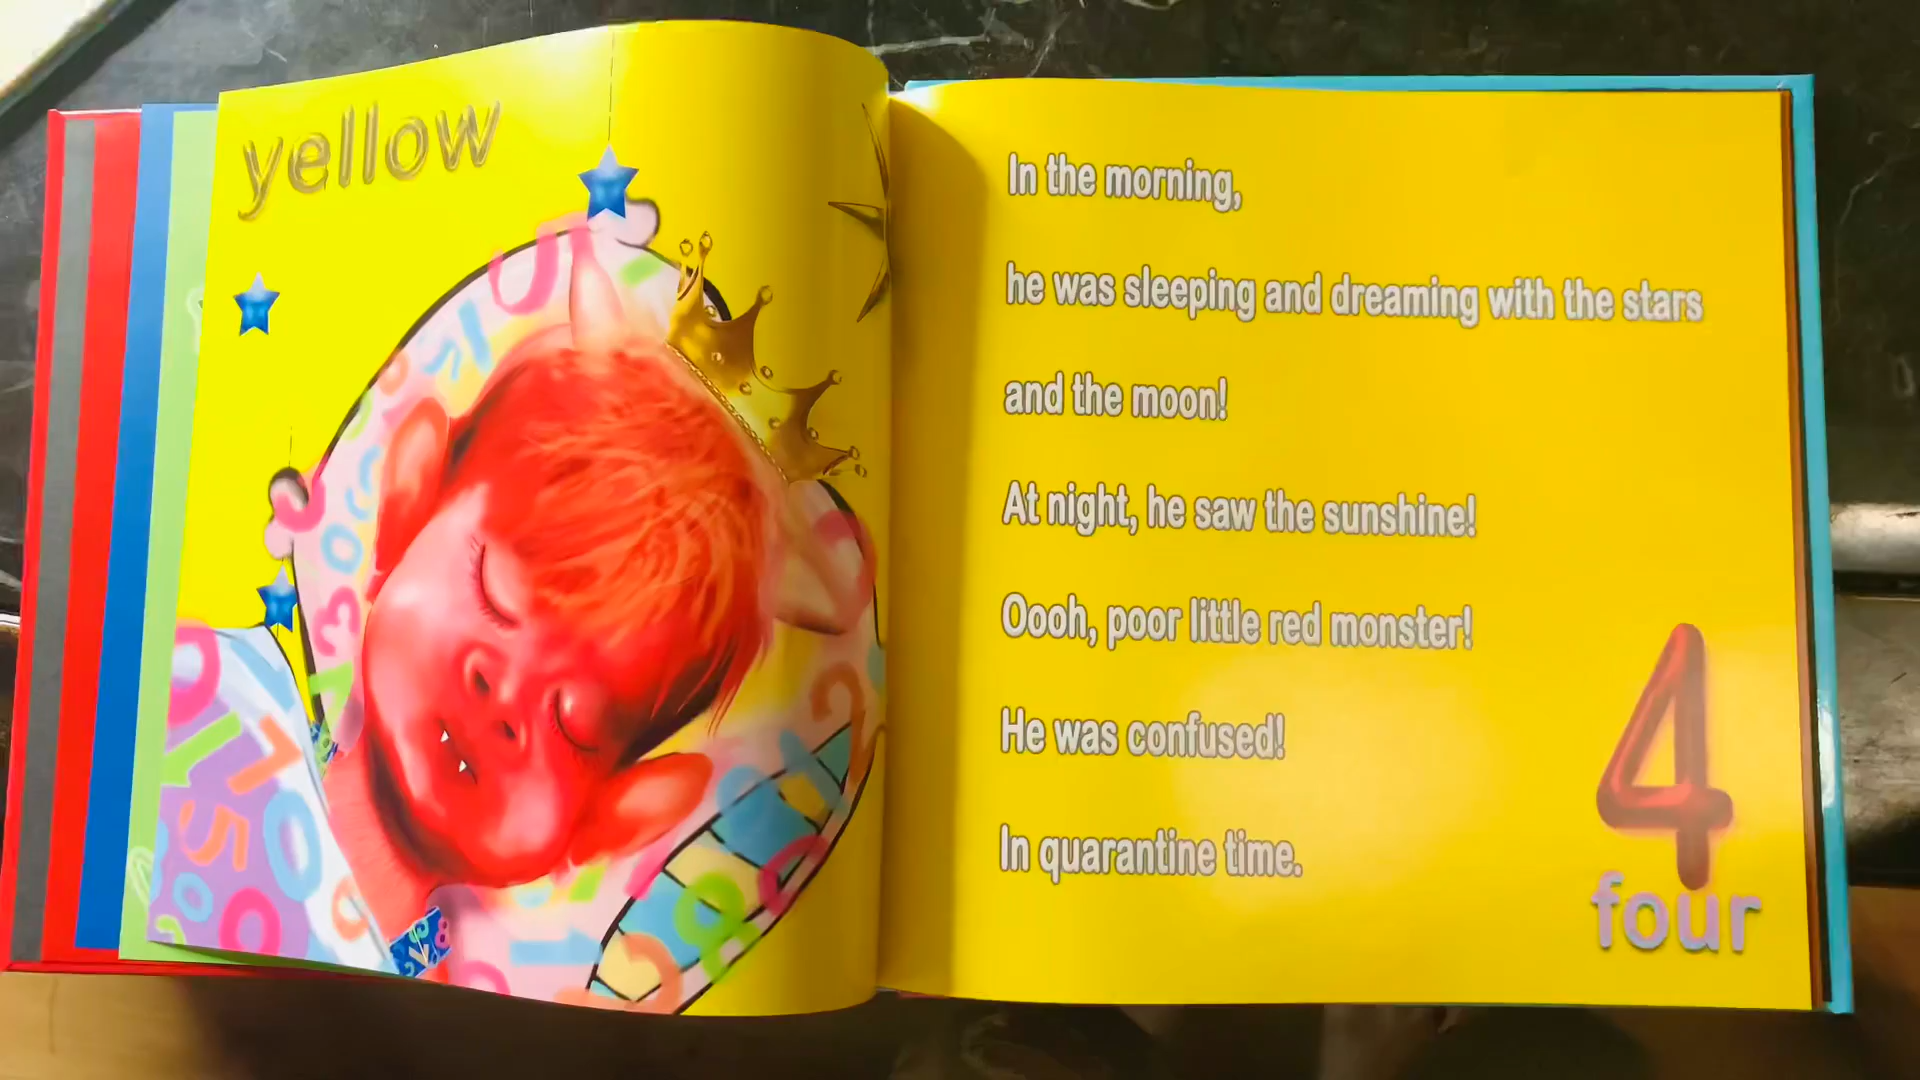 yellow
In the morning,
he was sleeping and dreaming with the stars
and the moon!
At night, he saw the sunshine!
Oooh, poor little red monster!
He was confused!
In quarantine time.
4
four